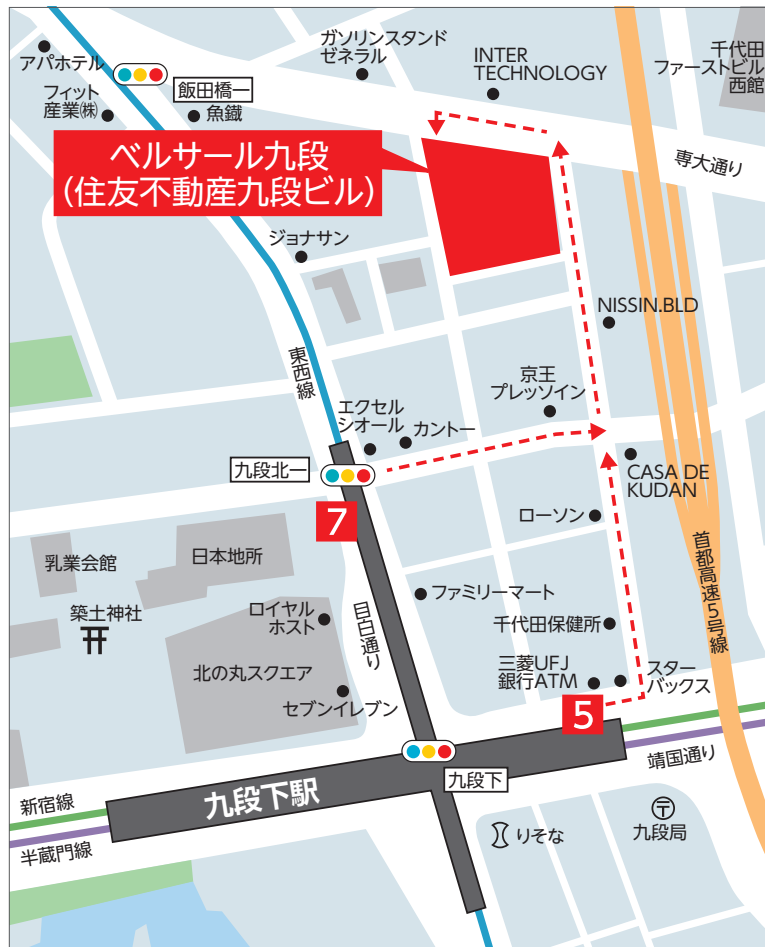 アパホテル
ガソリンスタンド
ゼネラル
INTER
TECHNOLOGY
千代田
ファーストビル
西館
フィット
産業㈱
飯田橋一
魚鐵
ベルサール九段
(住友不動産九段ビル)
専大通り
ジョナサン
NISSIN.BLD
東西線
京王
プレッソイン
エクセル
シオール
カントー
九段北一
CASA DE
KUDAN
7
ローソン
首都高速5号線
乳業会館
日本地所
築土神社
ロイヤル
ホスト
目白通り
ファミリーマート
千代田保健所
北の丸スクエア
三菱UFJ
銀行ATM
スター
バックス
セブンイレブン
5
靖国通り
九段下
九段下駅
新宿線
半蔵門線
りそな
〒
九段局